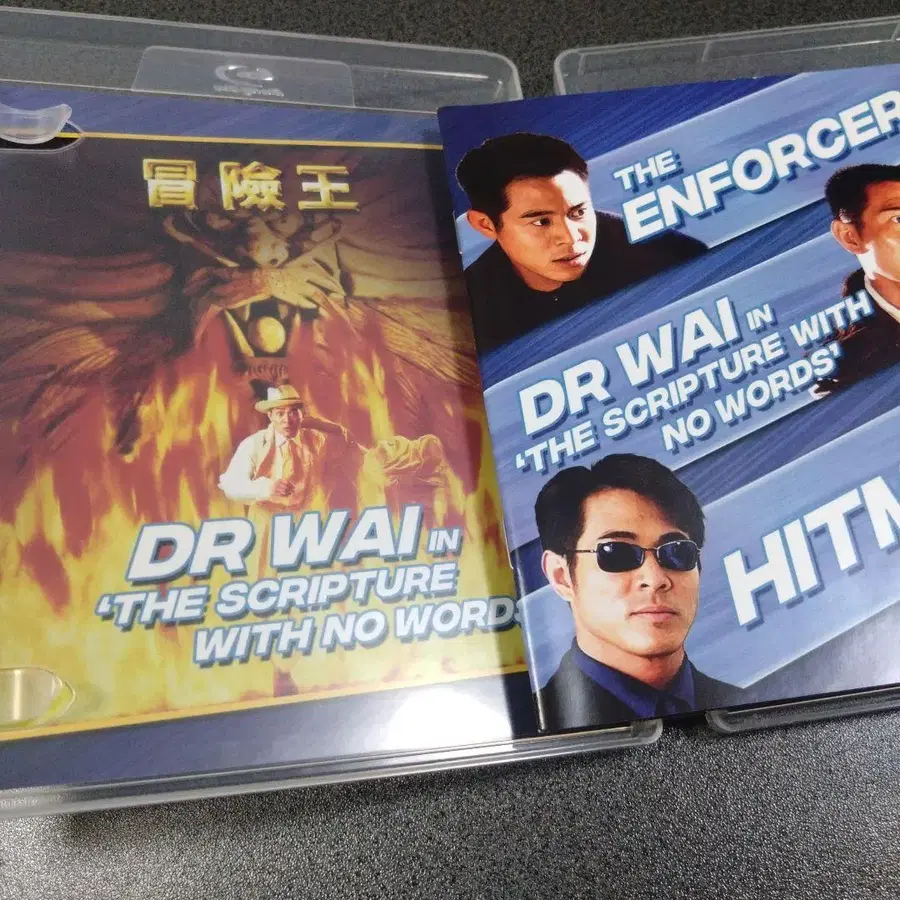 冒險王
DR WAI IN
'THE SCRIPTURE
WITH NO WORDS
THE
ENFORCER
DR WAI IN
'THE SCRIPTURE WITH
NO WORDS'
HITM